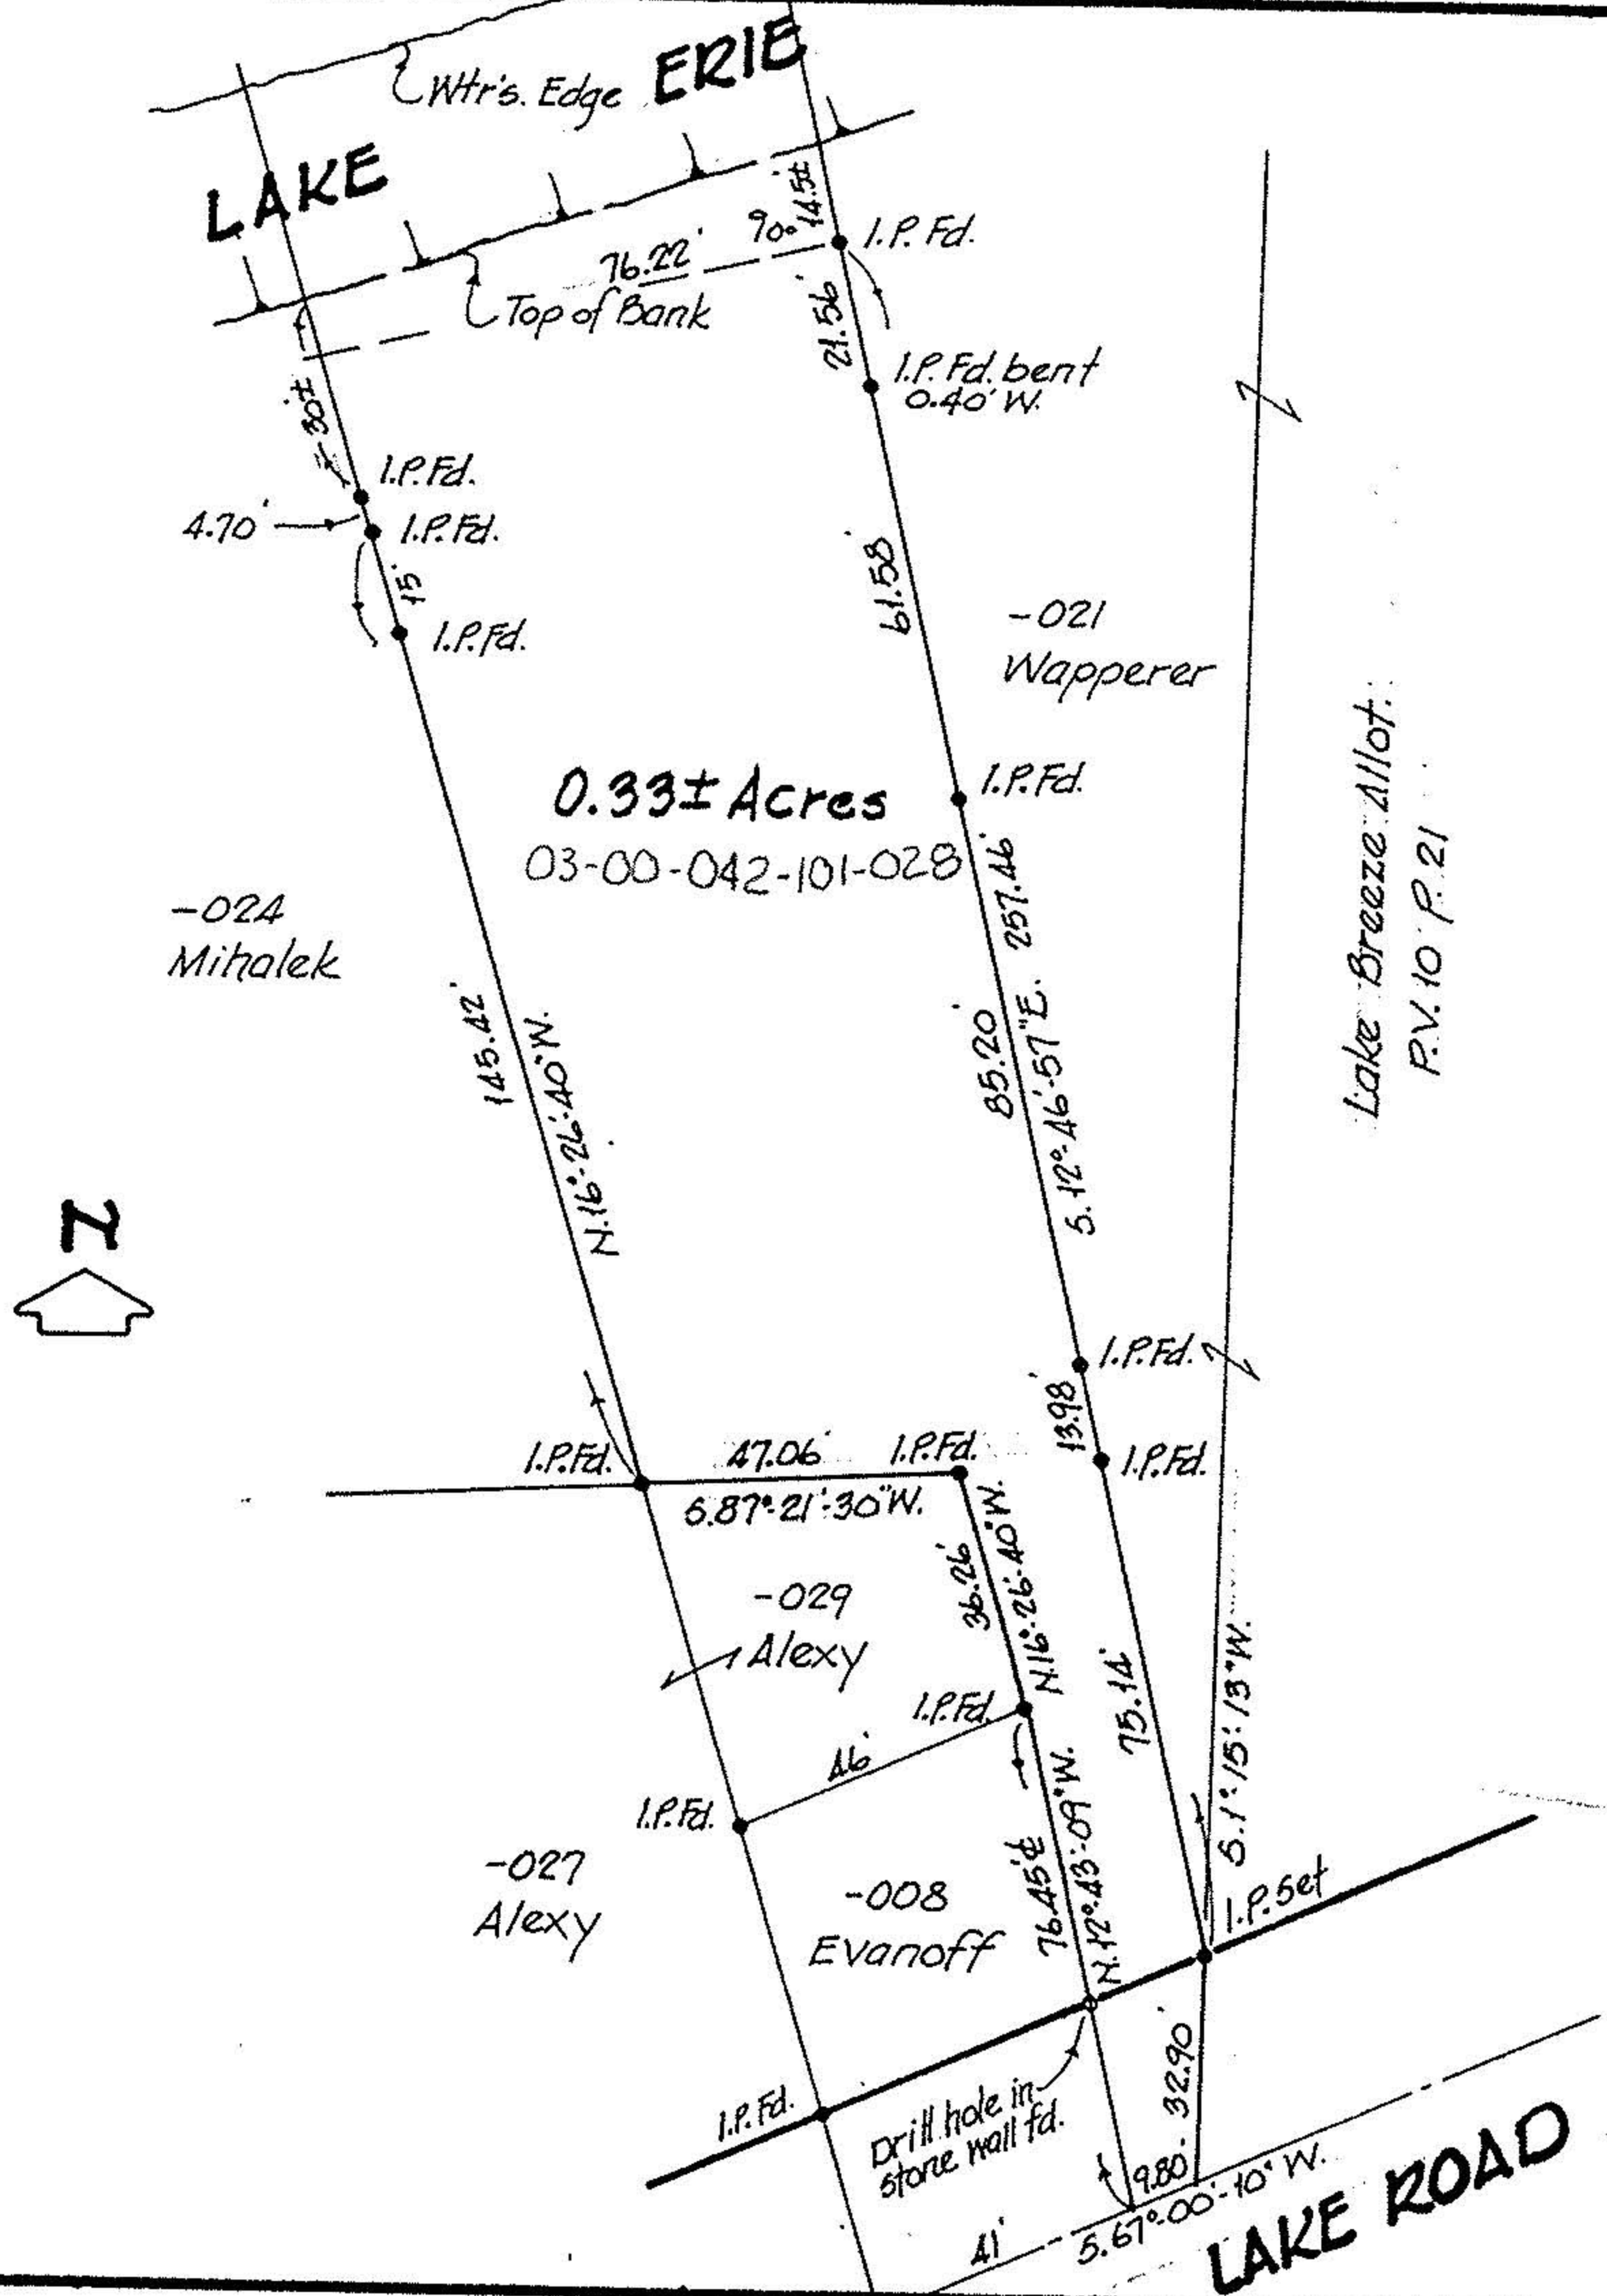 Wtr's. Edge
LAKE ERIE
Top of Bank
76.22'
90°
14.5±
I.P. Fd.
21.56'
I.P. Fd. bent
0.40' W.
30'±
I.P. Fd.
4.70'
I.P. Fd.
15'
I.P. Fd.
61.58'
-021
Wapperer
Lake Breeze Allot.
P.V. 10 P. 21
0.33± Acres
03-00-042-101-028
I.P. Fd.
-024
Mihalek
145.42'
N.16°-26'-40"W.
85.20'
S.12°-46'-57"E. 257.46'
N
I.P. Fd.
13.98'
I.P. Fd.
I.P. Fd.
47.06'
I.P. Fd.
S.87°-21'-30"W.
36.26'
N.16°-26'-40"W.
-029
Alexy
75.14'
S.1°-15'-13"W.
I.P. Fd.
46'
I.P. Fd.
-027
Alexy
-008
Evanoff
76.45'
N.12°-43'-09"W.
I.P. Set
I.P. Fd.
Drill hole in
stone wall fd.
32.90'
9.80'
41'
S.67°-00'-10"W.
LAKE ROAD